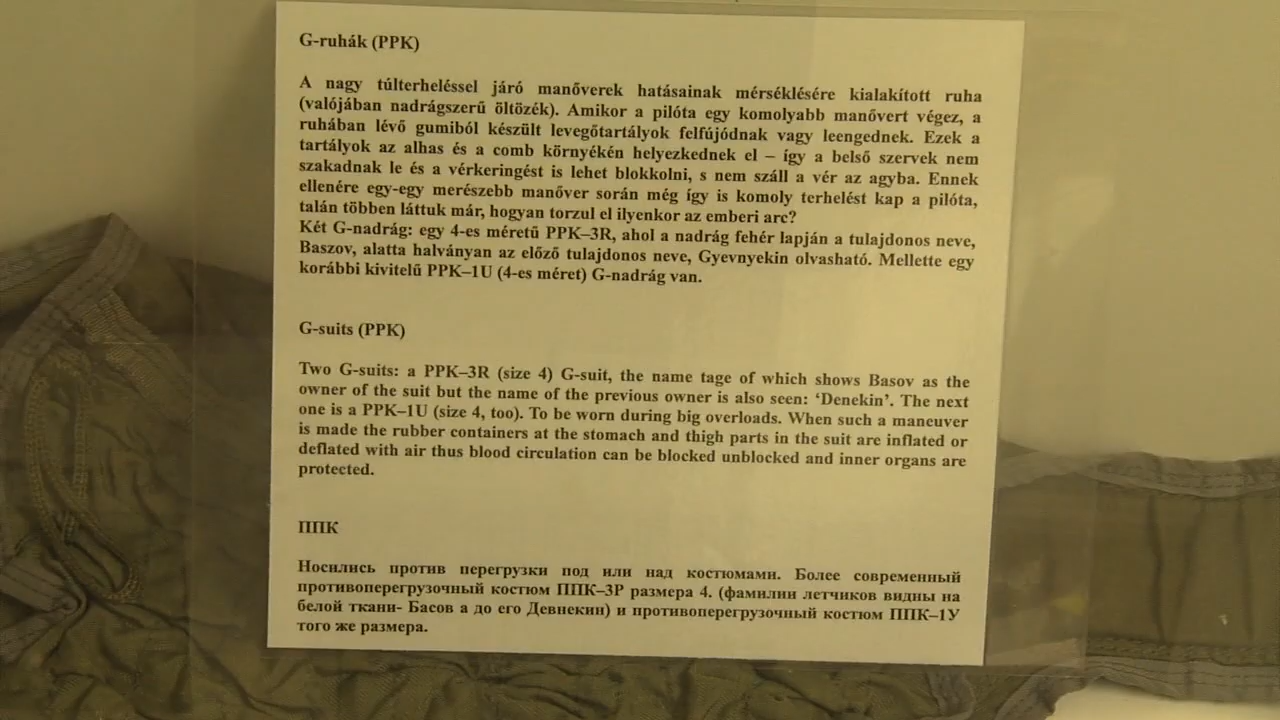 G-ruhák (PPK)
A nagy túlterheléssel járó manőverek hatásainak mérséklésére kialakított ruha
(valójában nadrágszerű öltözék). Amikor a pilóta egy komolyabb manővert végez, a
ruhában lévő gumiból készült levegőtartályok felfújódnak vagy leengednek. Ezek a
tartályok az alhas és a comb környékén helyezkednek el – így a belső szervek nem
szakadnak le és a vérkeringést is lehet blokkolni, s nem száll a vér az agyba. Ennek
ellenére egy-egy merészebb manőver során még így is komoly terhelést kap a pilóta,
talán többen láttuk már, hogyan torzul el ilyenkor az emberi arc?
Két G-nadrág: egy 4-es méretű PPK–3R, ahol a nadrág fehér lapján a tulajdonos neve,
Baszov, alatta halványan az előző tulajdonos neve, Gyevnyekin olvasható. Mellette egy
korábbi kivitelű PPK–1U (4-es méret) G-nadrág van.
G-suits (PPK)
Two G-suits: a PPK–3R (size 4) G-suit, the name tage of which shows Basov as the
owner of the suit but the name of the previous owner is also seen: ‘Denekin’. The next
one is a PPK–1U (size 4, too). To be worn during big overloads. When such a maneuver
is made the rubber containers at the stomach and thigh parts in the suit are inflated or
deflated with air thus blood circulation can be blocked unblocked and inner organs are
protected.
ППК
Носились против перегрузки под или над костюмами. Более современный
противоперегрузочный костюм ППК–3Р размера 4. (фамилии летчиков видны на
белой ткани- Басов а до его Девнекин) и противоперегрузочный костюм ППК–1У
того же размера.